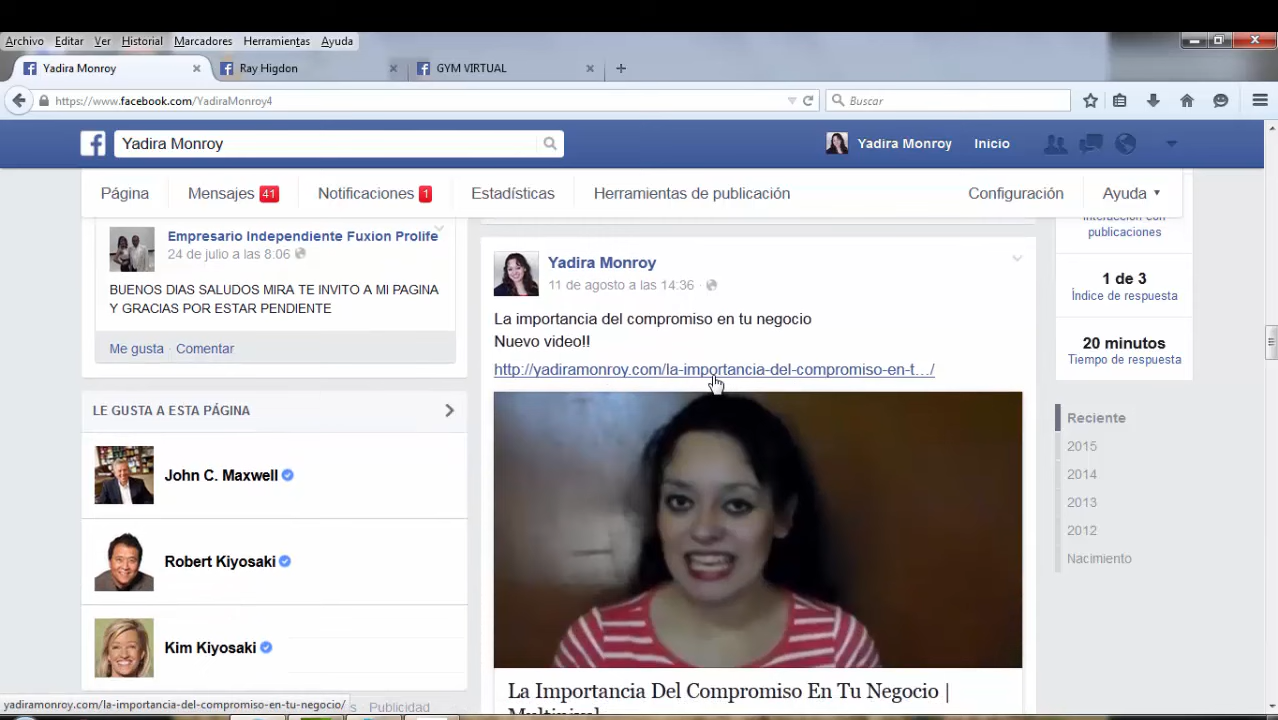 Archivo Editar Ver Historial Marcadores Herramientas Ayuda
Yadira Monroy
Ray Higdon
GYM VIRTUAL
https://www.facebook.com/YadiraMonroy4
Buscar
Yadira Monroy
Yadira Monroy
Inicio
Página
Mensajes 41
Notificaciones 1
Estadísticas
Herramientas de publicación
Configuración
Ayuda
Empresario Independiente Fuxion Prolife
24 de julio a las 8:06
BUENOS DIAS SALUDOS MIRA TE INVITO A MI PAGINA
Y GRACIAS POR ESTAR PENDIENTE
Me gusta · Comentar
LE GUSTA A ESTA PÁGINA
John C. Maxwell
Robert Kiyosaki
Kim Kiyosaki
Yadira Monroy
11 de agosto a las 14:36 ·
La importancia del compromiso en tu negocio
Nuevo video!!
http://yadiramonroy.com/la-importancia-del-compromiso-en-t…/
La Importancia Del Compromiso En Tu Negocio |
Multinivel
Interacción con
publicaciones
1 de 3
Índice de respuesta
20 minutos
Tiempo de respuesta
Reciente
2015
2014
2013
2012
Nacimiento
yadiramonroy.com/la-importancia-del-compromiso-en-tu-negocio/
Publicidad